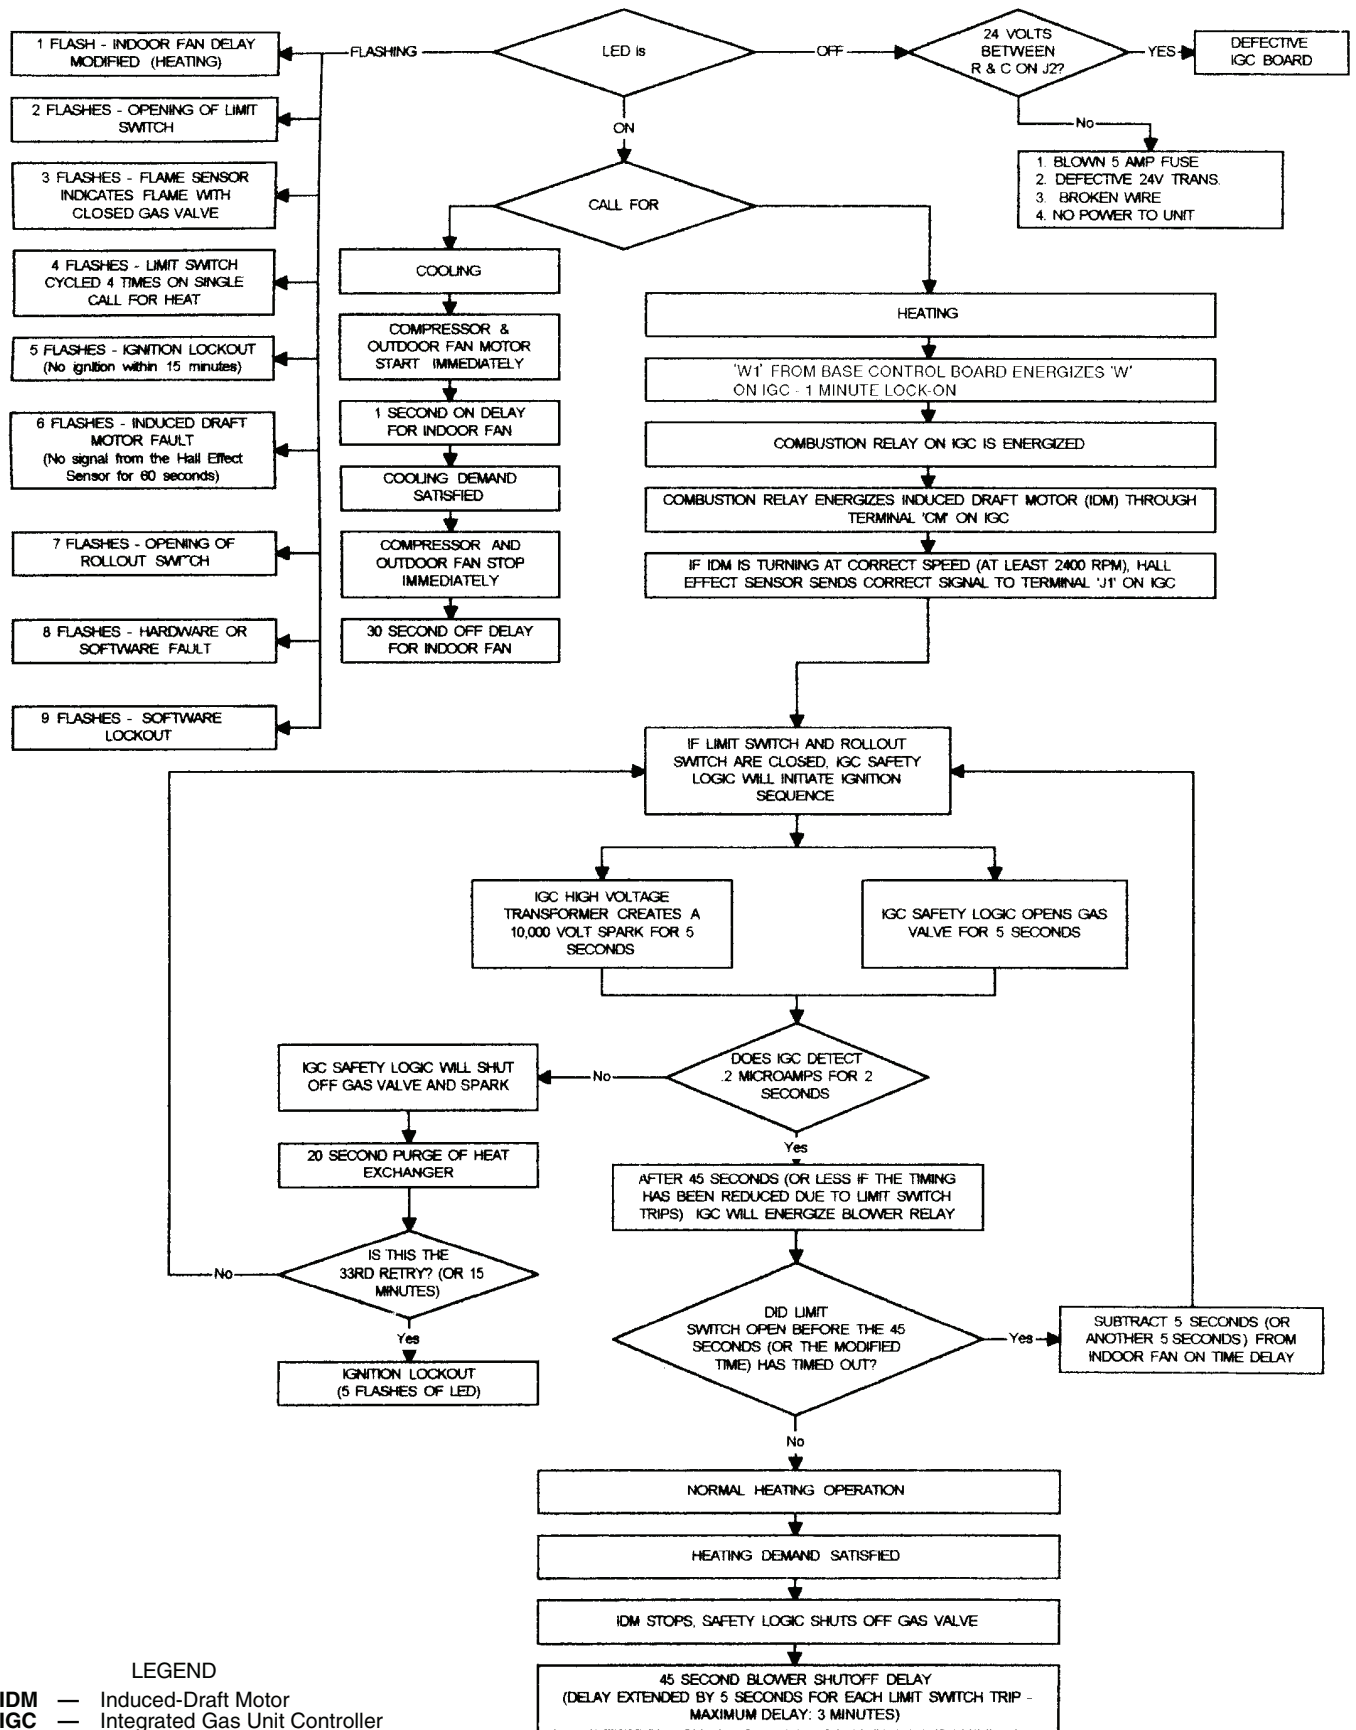 1 FLASH - INDOOR FAN DELAY
MODIFIED (HEATING)
2 FLASHES - OPENING OF LIMIT
SWITCH
3 FLASHES - FLAME SENSOR
INDICATES FLAME WITH
CLOSED GAS VALVE
4 FLASHES - LIMIT SWITCH
CYCLED 4 TIMES ON SINGLE
CALL FOR HEAT
5 FLASHES - IGNITION LOCKOUT
(No ignition within 15 minutes)
6 FLASHES - INDUCED DRAFT
MOTOR FAULT
(No signal from the Hall Effect
Sensor for 60 seconds)
7 FLASHES - OPENING OF
ROLLOUT SWITCH
8 FLASHES - HARDWARE OR
SOFTWARE FAULT
9 FLASHES - SOFTWARE
LOCKOUT
FLASHING
LED is
OFF
24 VOLTS
BETWEEN
R & C ON J2?
YES
DEFECTIVE
IGC BOARD
No
1. BLOWN 5 AMP FUSE
2. DEFECTIVE 24V TRANS.
3. BROKEN WIRE
4. NO POWER TO UNIT
ON
CALL FOR
COOLING
COMPRESSOR &
OUTDOOR FAN MOTOR
START IMMEDIATELY
1 SECOND ON DELAY
FOR INDOOR FAN
COOLING DEMAND
SATISFIED
COMPRESSOR AND
OUTDOOR FAN STOP
IMMEDIATELY
30 SECOND OFF DELAY
FOR INDOOR FAN
HEATING
'W1' FROM BASE CONTROL BOARD ENERGIZES 'W'
ON IGC - 1 MINUTE LOCK-ON
COMBUSTION RELAY ON IGC IS ENERGIZED
COMBUSTION RELAY ENERGIZES INDUCED DRAFT MOTOR (IDM) THROUGH
TERMINAL 'CM' ON IGC
IF IDM IS TURNING AT CORRECT SPEED (AT LEAST 2400 RPM), HALL
EFFECT SENSOR SENDS CORRECT SIGNAL TO TERMINAL 'J1' ON IGC
IF LIMIT SWITCH AND ROLLOUT
SWITCH ARE CLOSED, IGC SAFETY
LOGIC WILL INITIATE IGNITION
SEQUENCE
IGC HIGH VOLTAGE
TRANSFORMER CREATES A
10,000 VOLT SPARK FOR 5
SECONDS
IGC SAFETY LOGIC OPENS GAS
VALVE FOR 5 SECONDS
DOES IGC DETECT
.2 MICROAMPS FOR 2
SECONDS
No
IGC SAFETY LOGIC WILL SHUT
OFF GAS VALVE AND SPARK
20 SECOND PURGE OF HEAT
EXCHANGER
IS THIS THE
33RD RETRY? (OR 15
MINUTES)
No
Yes
IGNITION LOCKOUT
(5 FLASHES OF LED)
Yes
AFTER 45 SECONDS (OR LESS IF THE TIMING
HAS BEEN REDUCED DUE TO LIMIT SWITCH
TRIPS) IGC WILL ENERGIZE BLOWER RELAY
DID LIMIT
SWITCH OPEN BEFORE THE 45
SECONDS (OR THE MODIFIED
TIME) HAS TIMED OUT?
Yes
SUBTRACT 5 SECONDS (OR
ANOTHER 5 SECONDS) FROM
INDOOR FAN ON TIME DELAY
No
NORMAL HEATING OPERATION
HEATING DEMAND SATISFIED
IDM STOPS, SAFETY LOGIC SHUTS OFF GAS VALVE
45 SECOND BLOWER SHUTOFF DELAY
(DELAY EXTENDED BY 5 SECONDS FOR EACH LIMIT SWITCH TRIP -
MAXIMUM DELAY: 3 MINUTES)
LEGEND
IDM — Induced-Draft Motor
IGC — Integrated Gas Unit Controller